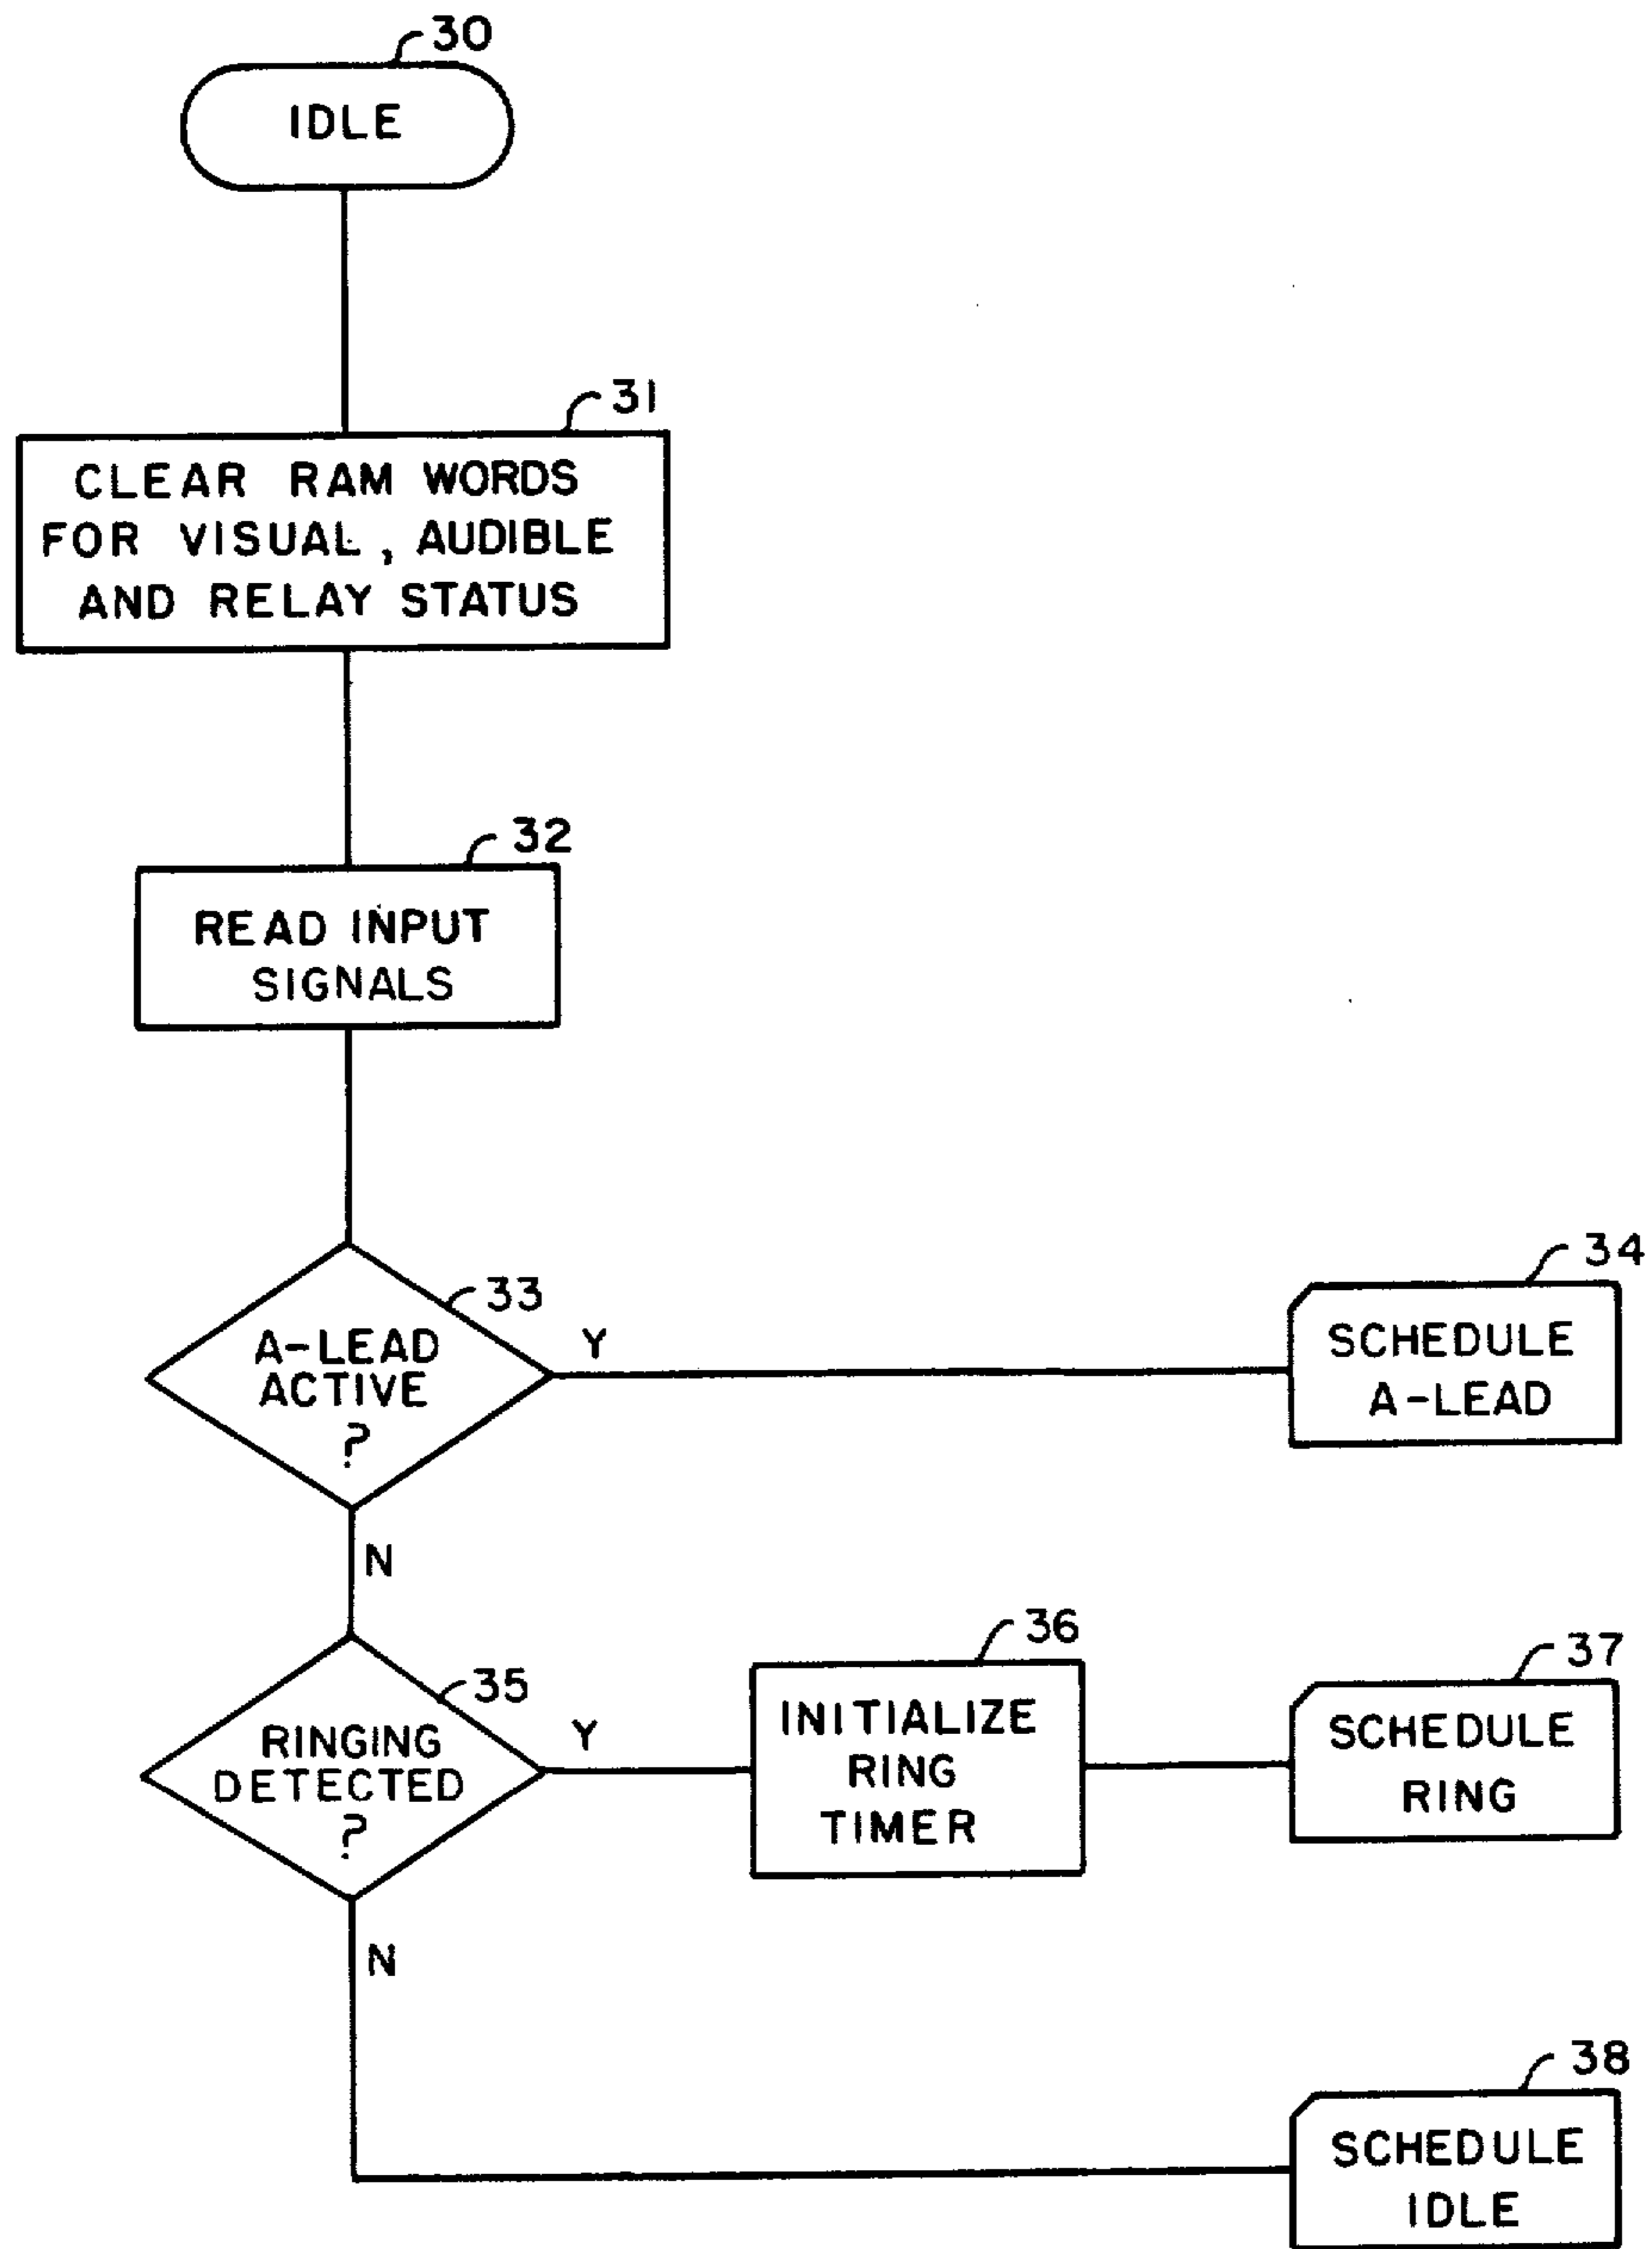 30
IDLE
31
CLEAR RAM WORDS
FOR VISUAL, AUDIBLE
AND RELAY STATUS
32
READ INPUT
SIGNALS
33
A-LEAD
ACTIVE
?
Y
34
SCHEDULE
A-LEAD
N
35
RINGING
DETECTED
?
Y
36
INITIALIZE
RING
TIMER
37
SCHEDULE
RING
N
38
SCHEDULE
IDLE